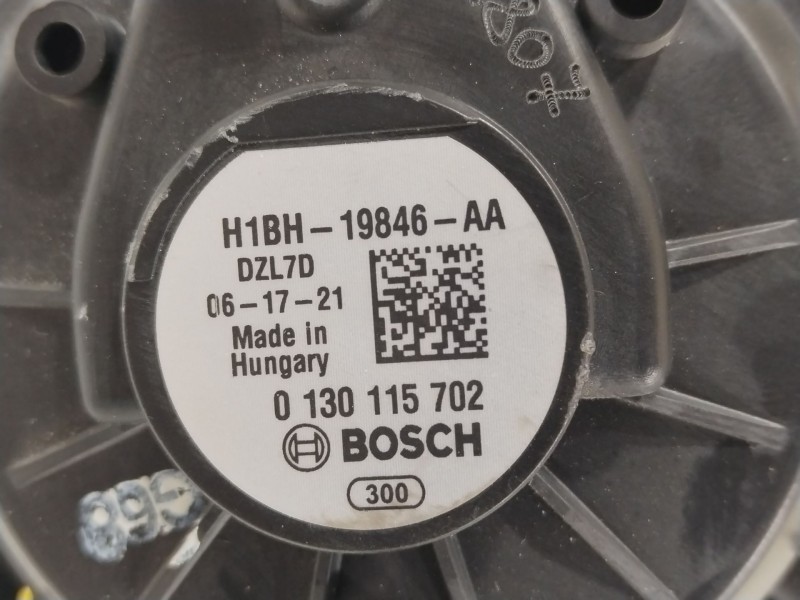 H1BH-19846-AA
DZL7D
06-17-21
Made in
Hungary
0 130 115 702
BOSCH
300